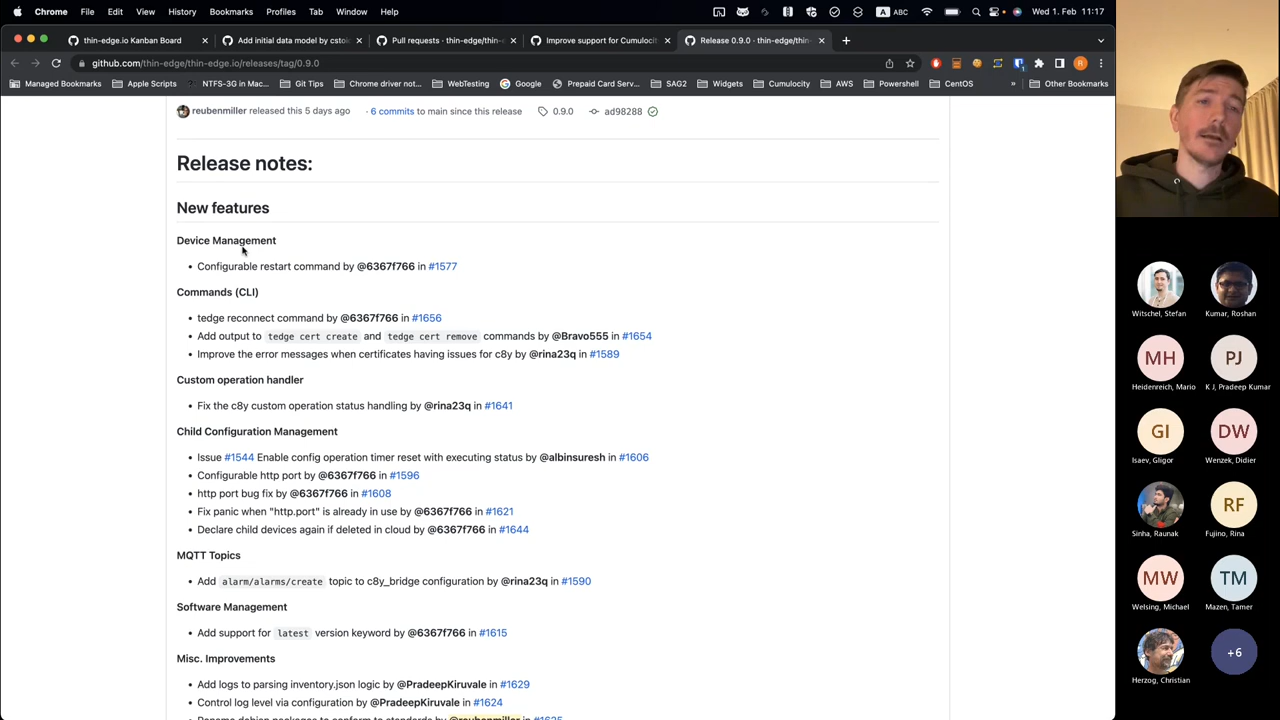 Chrome File Edit View History Bookmarks Profiles Tab Window Help A ABC Wed 1. Feb 11:17
thin-edge.io Kanban Board Add initial data model by cstoi Pull requests · thin-edge/thin- Improve support for Cumulocit Release 0.9.0 · thin-edge/thin-
github.com/thin-edge/thin-edge.io/releases/tag/0.9.0 R
Managed Bookmarks Apple Scripts NTFS-3G in Mac... Git Tips Chrome driver not... WebTesting Google Prepaid Card Serv... SAG2 Widgets Cumulocity AWS Powershell CentOS » Other Bookmarks
reubenmiller released this 5 days ago · 6 commits to main since this release 0.9.0 ad98288
Release notes:
New features
Device Management
• Configurable restart command by @6367f766 in #1577
Commands (CLI)
• tedge reconnect command by @6367f766 in #1656
• Add output to tedge cert create and tedge cert remove commands by @Bravo555 in #1654
• Improve the error messages when certificates having issues for c8y by @rina23q in #1589
Custom operation handler
• Fix the c8y custom operation status handling by @rina23q in #1641
Child Configuration Management
• Issue #1544 Enable config operation timer reset with executing status by @albinsuresh in #1606
• Configurable http port by @6367f766 in #1596
• http port bug fix by @6367f766 in #1608
• Fix panic when "http.port" is already in use by @6367f766 in #1621
• Declare child devices again if deleted in cloud by @6367f766 in #1644
MQTT Topics
• Add alarm/alarms/create topic to c8y_bridge configuration by @rina23q in #1590
Software Management
• Add support for latest version keyword by @6367f766 in #1615
Misc. Improvements
• Add logs to parsing inventory.json logic by @PradeepKiruvale in #1629
• Control log level via configuration by @PradeepKiruvale in #1624
• Rename debian packages to conform to standards by @reubenmiller in #1625
Witschel, Stefan Kumar, Roshan
MH PJ
Heidenreich, Mario K J, Pradeep Kumar
GI DW
Isaev, Gligor Wenzek, Didier
RF
Sinha, Raunak Fujino, Rina
MW TM
Welsing, Michael Mazen, Tamer
+6
Herzog, Christian